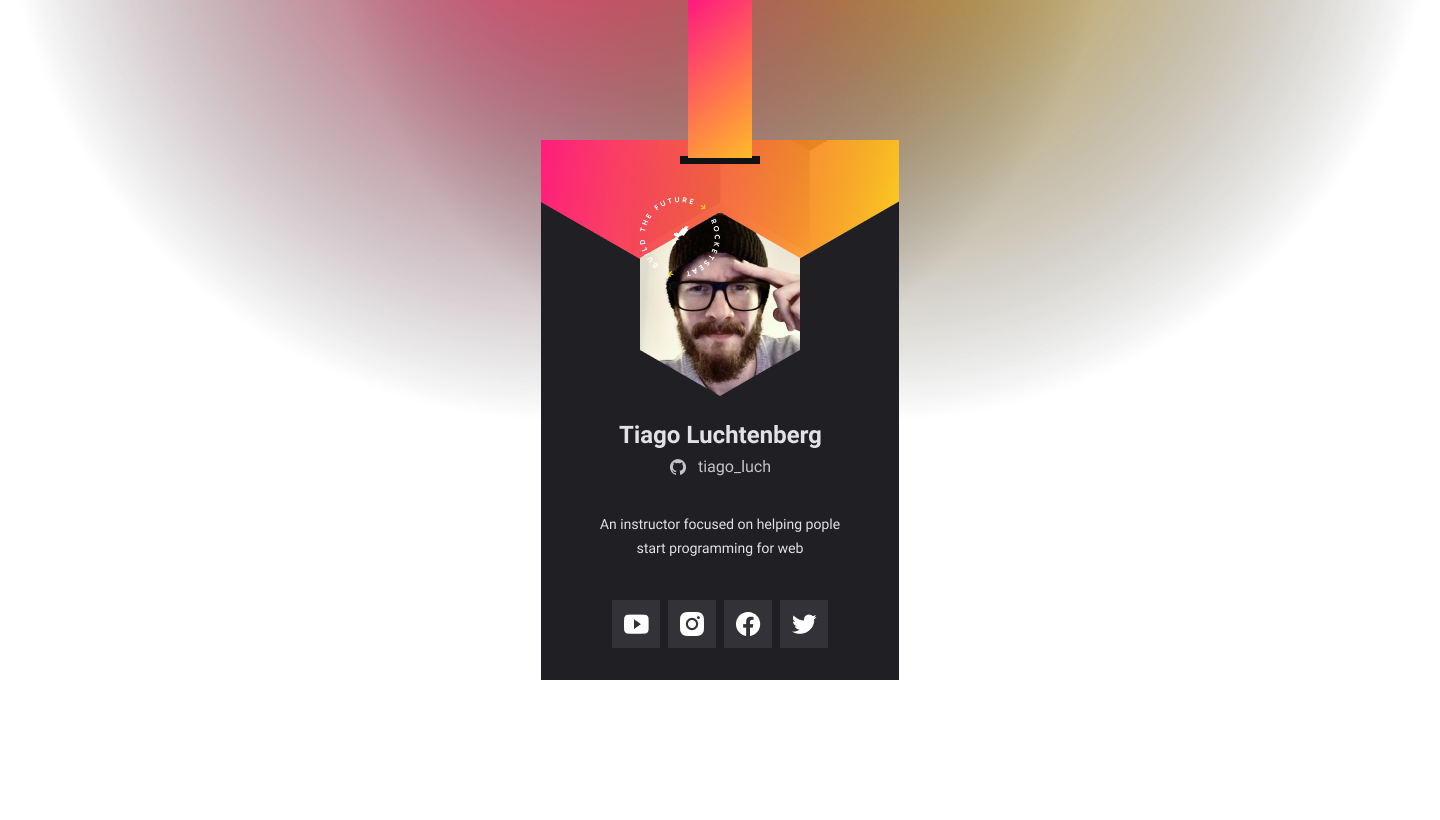 BUILD THE FUTURE
ROCKETSEAT
Tiago Luchtenberg
tiago_luch
An instructor focused on helping pople
start programming for web